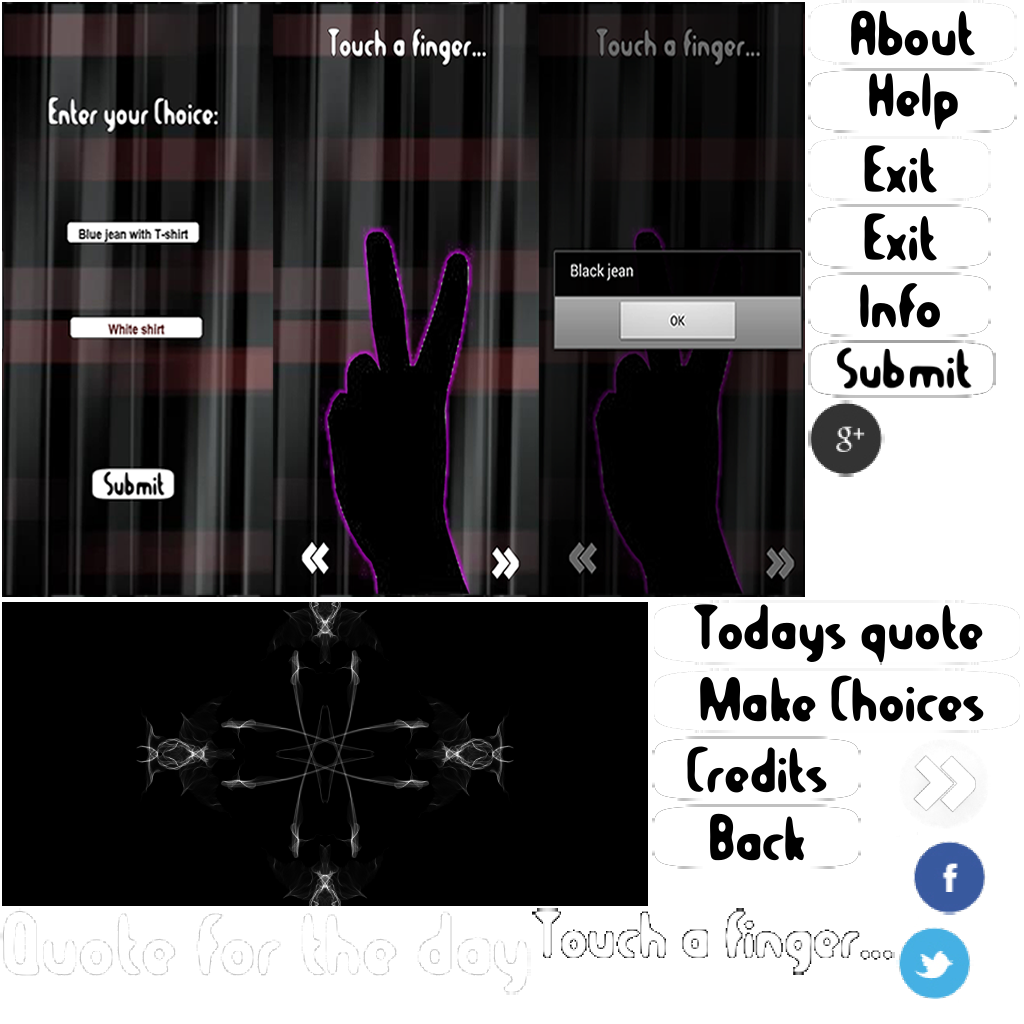 Enter your Choice:
Blue jean with T-shirt
White shirt
Submit
Touch a finger...
Touch a finger...
Black jean
OK
About
Help
Exit
Exit
Info
Submit
g+
Todays quote
Make Choices
Credits
Back
f
Quote for the day
Touch a finger...